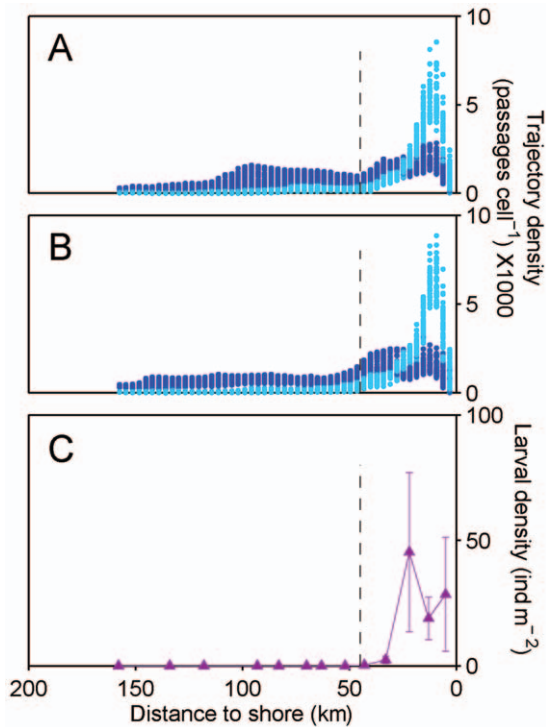 A
10
5
0
B
10
5
0
Trajectory density
(passages cell⁻¹) X1000
C
100
50
0
Larval density (ind m⁻²)
200 150 100 50 0
Distance to shore (km)